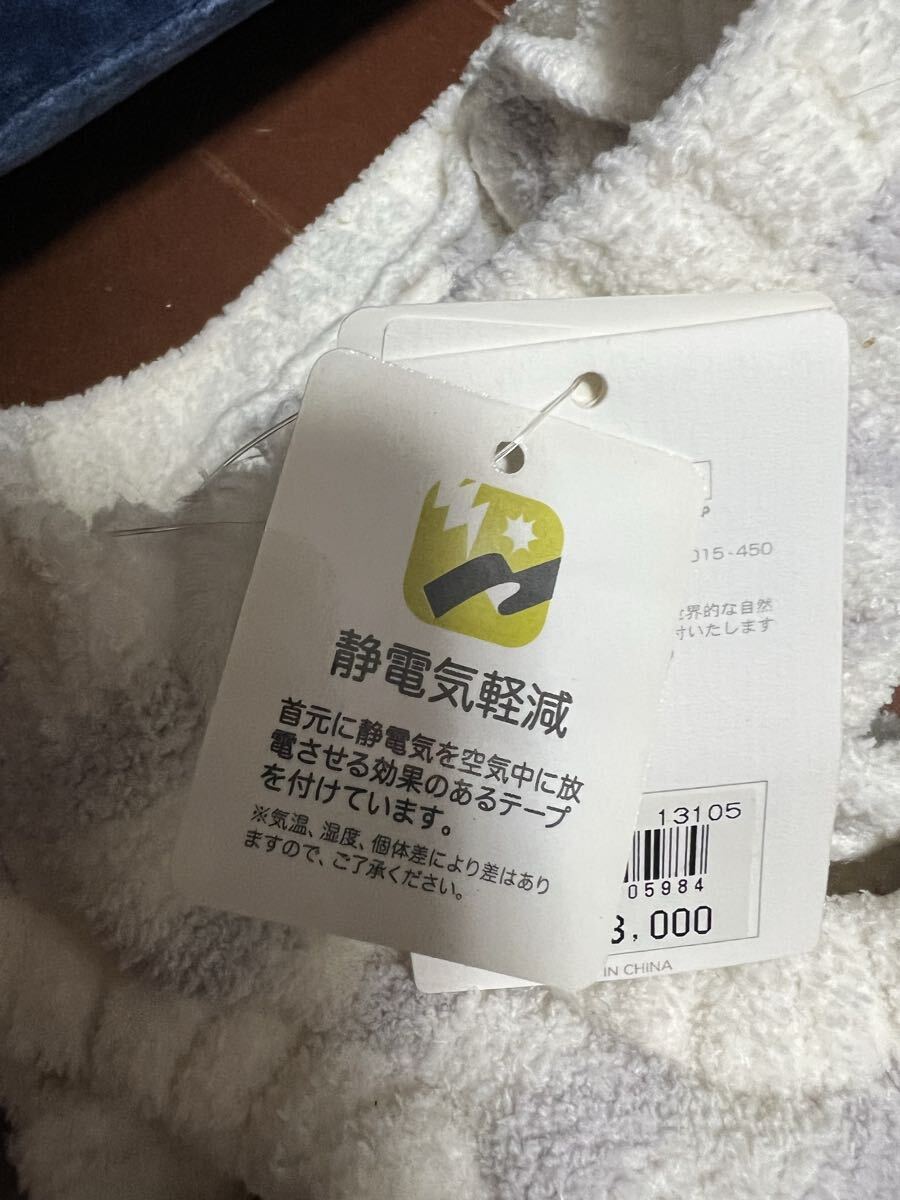 静電気軽減
首元に静電気を空気中に放
電させる効果のあるテープ
を付けています。
※気温、湿度、個体差により差はあり
ますので、ご了承ください。
P
015-450
界的な自然
付いたします
13105
05984
3,000
IN CHINA